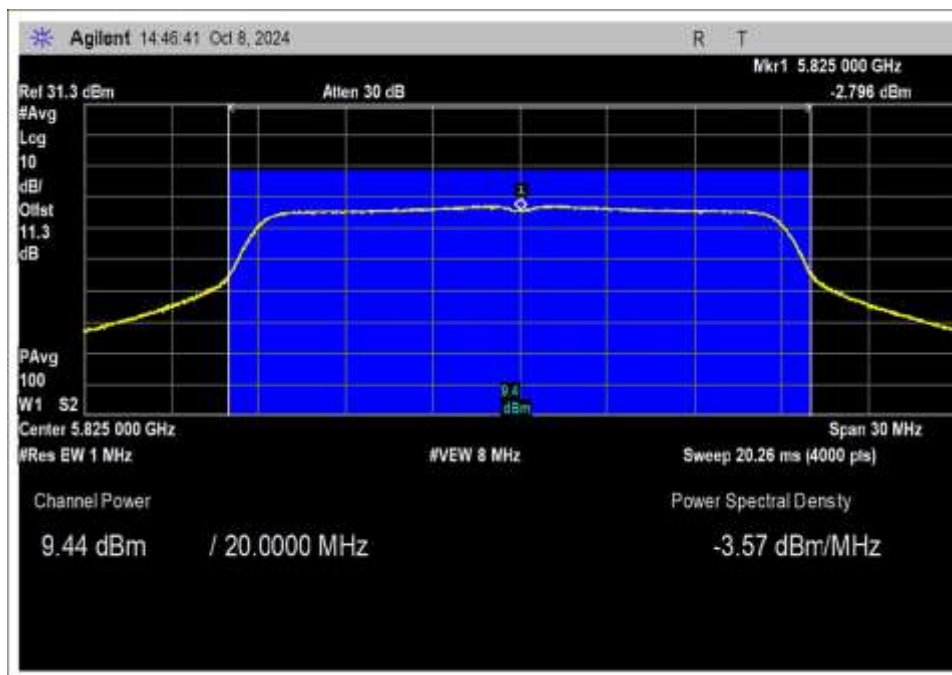 Agilent 14:46:41 Oct 8, 2024 R T
Mkr1 5.825 000 GHz
Ref 31.3 dBm Atten 30 dB -2.796 dBm
#Avg
Log
10
dB/
Offst
11.3
dB
1
PAvg
100
W1 S2
9.4
dBm
Center 5.825 000 GHz Span 30 MHz
#Res BW 1 MHz #VBW 8 MHz Sweep 20.26 ms (4000 pts)
Channel Power Power Spectral Density
9.44 dBm / 20.0000 MHz -3.57 dBm/MHz